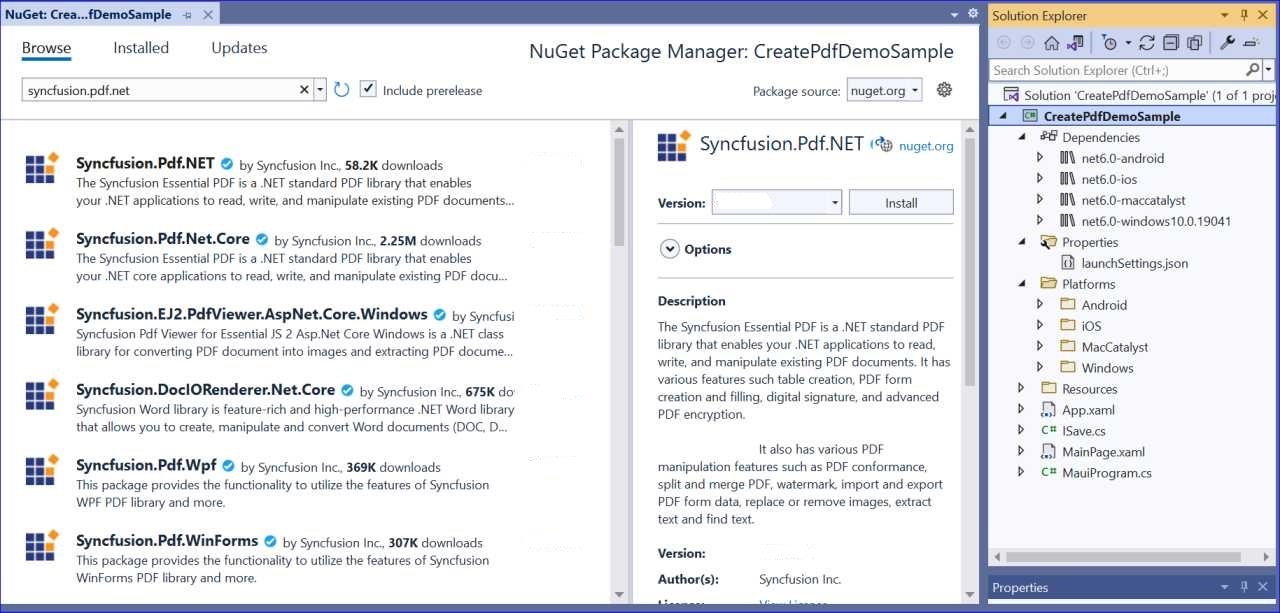 NuGet: Crea...fDemoSample
Browse
Installed
Updates
NuGet Package Manager: CreatePdfDemoSample
syncfusion.pdf.net
Include prerelease
Package source: nuget.org
Syncfusion.Pdf.NET by Syncfusion Inc., 58.2K downloads
The Syncfusion Essential PDF is a .NET standard PDF library that enables
your .NET applications to read, write, and manipulate existing PDF documents...
Syncfusion.Pdf.Net.Core by Syncfusion Inc., 2.25M downloads
The Syncfusion Essential PDF is a .NET standard PDF library that enables
your .NET core applications to read, write, and manipulate existing PDF docu...
Syncfusion.EJ2.PdfViewer.AspNet.Core.Windows by Syncfusi
Syncfusion Pdf Viewer for Essential JS 2 Asp.Net Core Windows is a .NET class
library for converting PDF document into images and extracting PDF docume...
Syncfusion.DocIORenderer.Net.Core by Syncfusion Inc., 675K do
Syncfusion Word library is feature-rich and high-performance .NET Word library
that allows you to create, manipulate and convert Word documents (DOC, D...
Syncfusion.Pdf.Wpf by Syncfusion Inc., 369K downloads
This package provides the functionality to utilize the features of Syncfusion
WPF PDF library and more.
Syncfusion.Pdf.WinForms by Syncfusion Inc., 307K downloads
This package provides the functionality to utilize the features of Syncfusion
WinForms PDF library and more.
Syncfusion.Pdf.NET nuget.org
Version:
Install
Options
Description
The Syncfusion Essential PDF is a .NET standard PDF
library that enables your .NET applications to read,
write, and manipulate existing PDF documents. It has
various features such table creation, PDF form
creation and filling, digital signature, and advanced
PDF encryption.
It also has various PDF
manipulation features such as PDF conformance,
split and merge PDF, watermark, import and export
PDF form data, replace or remove images, extract
text and find text.
Version:
Author(s): Syncfusion Inc.
License: View License
Solution Explorer
Search Solution Explorer (Ctrl+;)
Solution 'CreatePdfDemoSample' (1 of 1 proj
C# CreatePdfDemoSample
Dependencies
net6.0-android
net6.0-ios
net6.0-maccatalyst
net6.0-windows10.0.19041
Properties
launchSettings.json
Platforms
Android
iOS
MacCatalyst
Windows
Resources
App.xaml
C# ISave.cs
MainPage.xaml
C# MauiProgram.cs
Properties